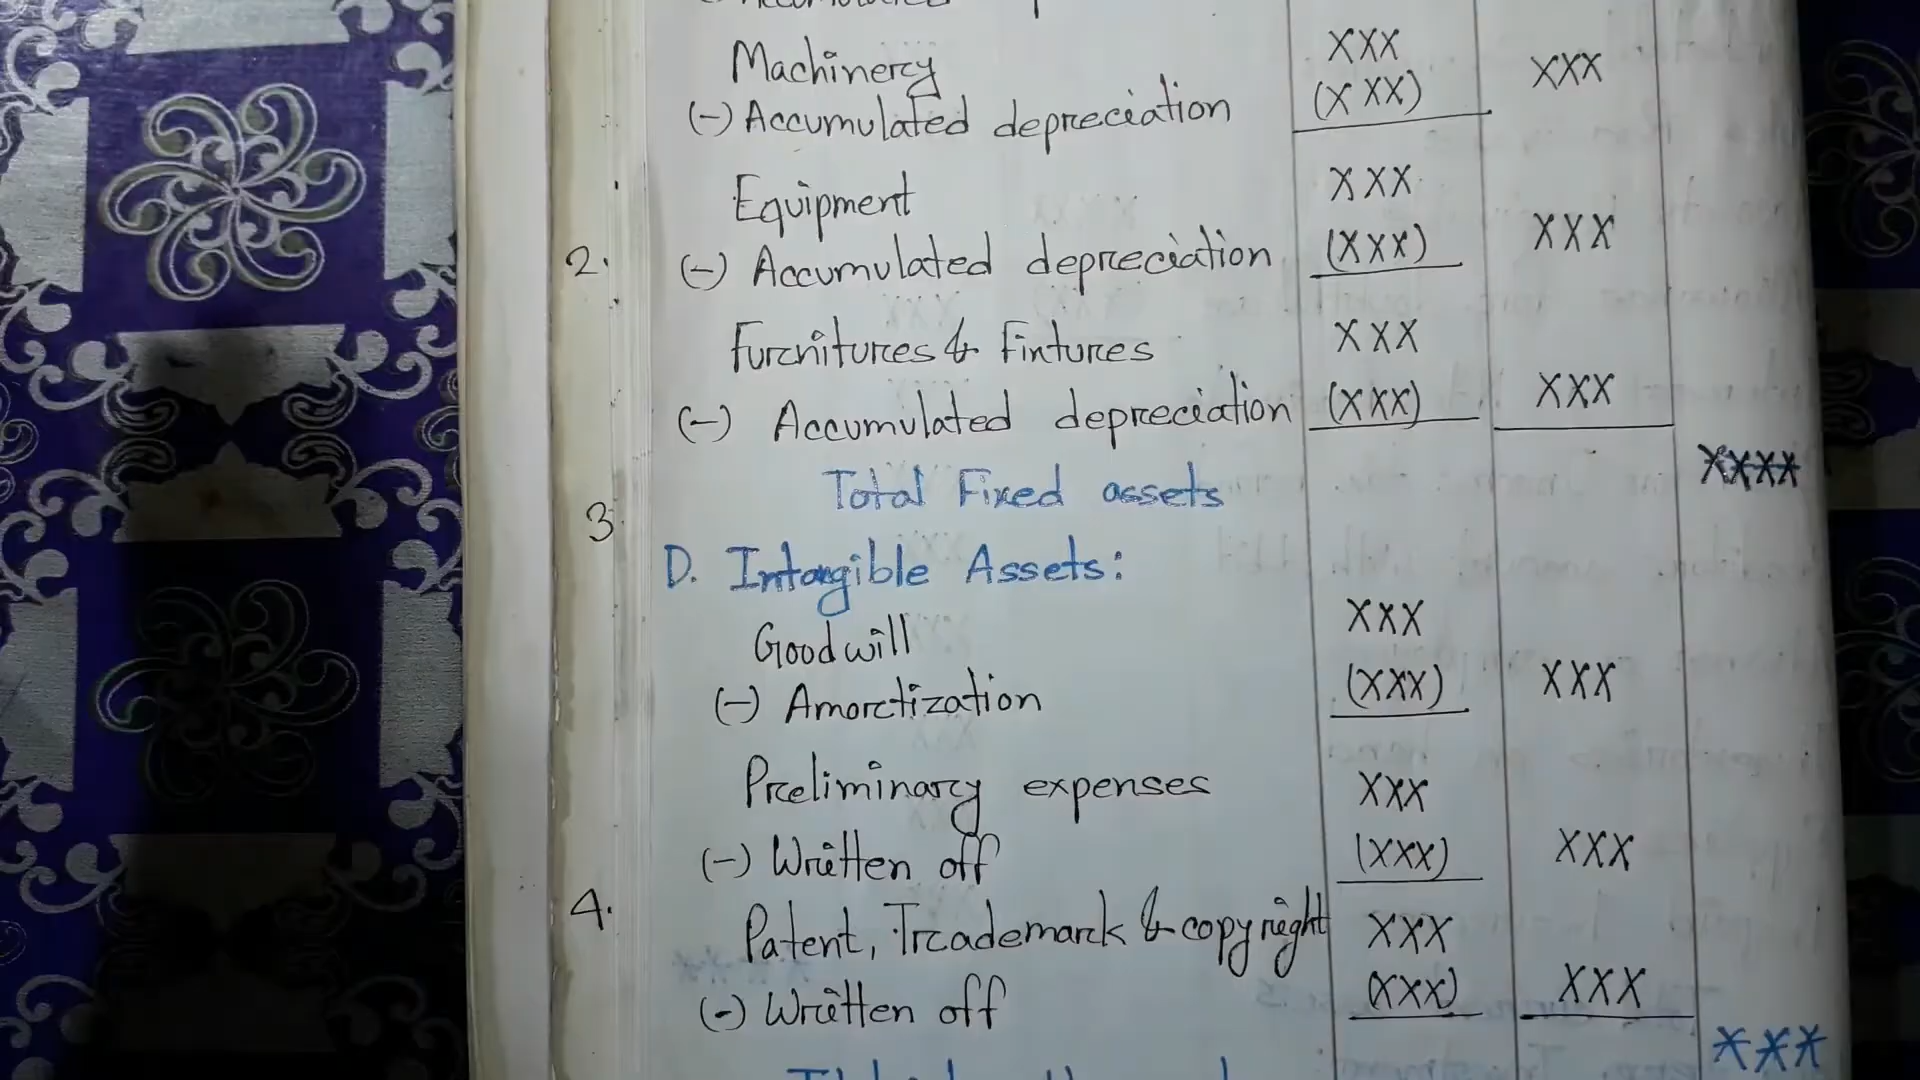 Machinery XXX
(-) Accumulated depreciation (XXX) XXX
Equipment XXX
2. (-) Accumulated depreciation (XXX) XXX
Furnitures & Fintures XXX
(-) Accumulated depreciation (XXX) XXX
Total Fixed assets XXXX
3.
D. Intangible Assets:
Goodwill XXX
(-) Amortization (XXX) XXX
Preliminary expenses XXX
(-) Written off (XXX) XXX
4.
Patent, Trademark & copyright XXX
(-) Written off (XXX) XXX
XXX